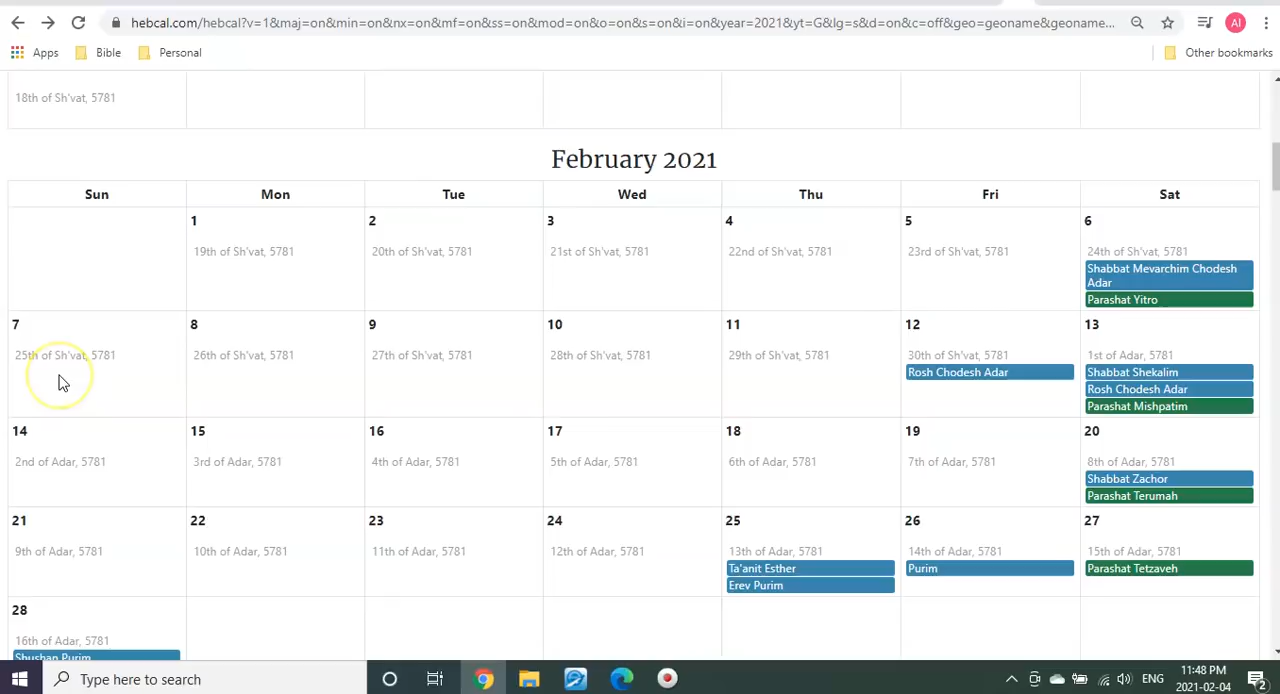 hebcal.com/hebcal?v=1&maj=on&min=on&nx=on&mf=on&ss=on&mod=on&o=on&s=on&i=on&year=2021&yt=G&lg=s&d=on&c=off&geo=geoname&geoname... AI
Apps Bible Personal Other bookmarks
18th of Sh'vat, 5781
February 2021
Sun Mon Tue Wed Thu Fri Sat
1 2 3 4 5 6
19th of Sh'vat, 5781 20th of Sh'vat, 5781 21st of Sh'vat, 5781 22nd of Sh'vat, 5781 23rd of Sh'vat, 5781 24th of Sh'vat, 5781
Shabbat Mevarchim Chodesh
Adar
Parashat Yitro
7 8 9 10 11 12 13
25th of Sh'vat, 5781 26th of Sh'vat, 5781 27th of Sh'vat, 5781 28th of Sh'vat, 5781 29th of Sh'vat, 5781 30th of Sh'vat, 5781 1st of Adar, 5781
Rosh Chodesh Adar Shabbat Shekalim
Rosh Chodesh Adar
Parashat Mishpatim
14 15 16 17 18 19 20
2nd of Adar, 5781 3rd of Adar, 5781 4th of Adar, 5781 5th of Adar, 5781 6th of Adar, 5781 7th of Adar, 5781 8th of Adar, 5781
Shabbat Zachor
Parashat Terumah
21 22 23 24 25 26 27
9th of Adar, 5781 10th of Adar, 5781 11th of Adar, 5781 12th of Adar, 5781 13th of Adar, 5781 14th of Adar, 5781 15th of Adar, 5781
Ta'anit Esther Purim Parashat Tetzaveh
Erev Purim
28
16th of Adar, 5781
Shushan Purim
Type here to search ENG 11:48 PM
2021-02-04 2